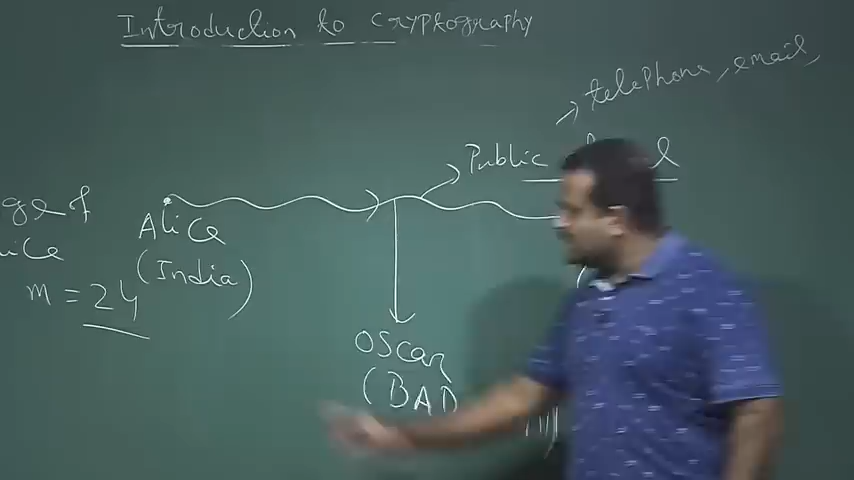 Introduction to Cryptography
→ telephone, email,
Public
Alice
(India)
m = 24
Oscar
(BAD